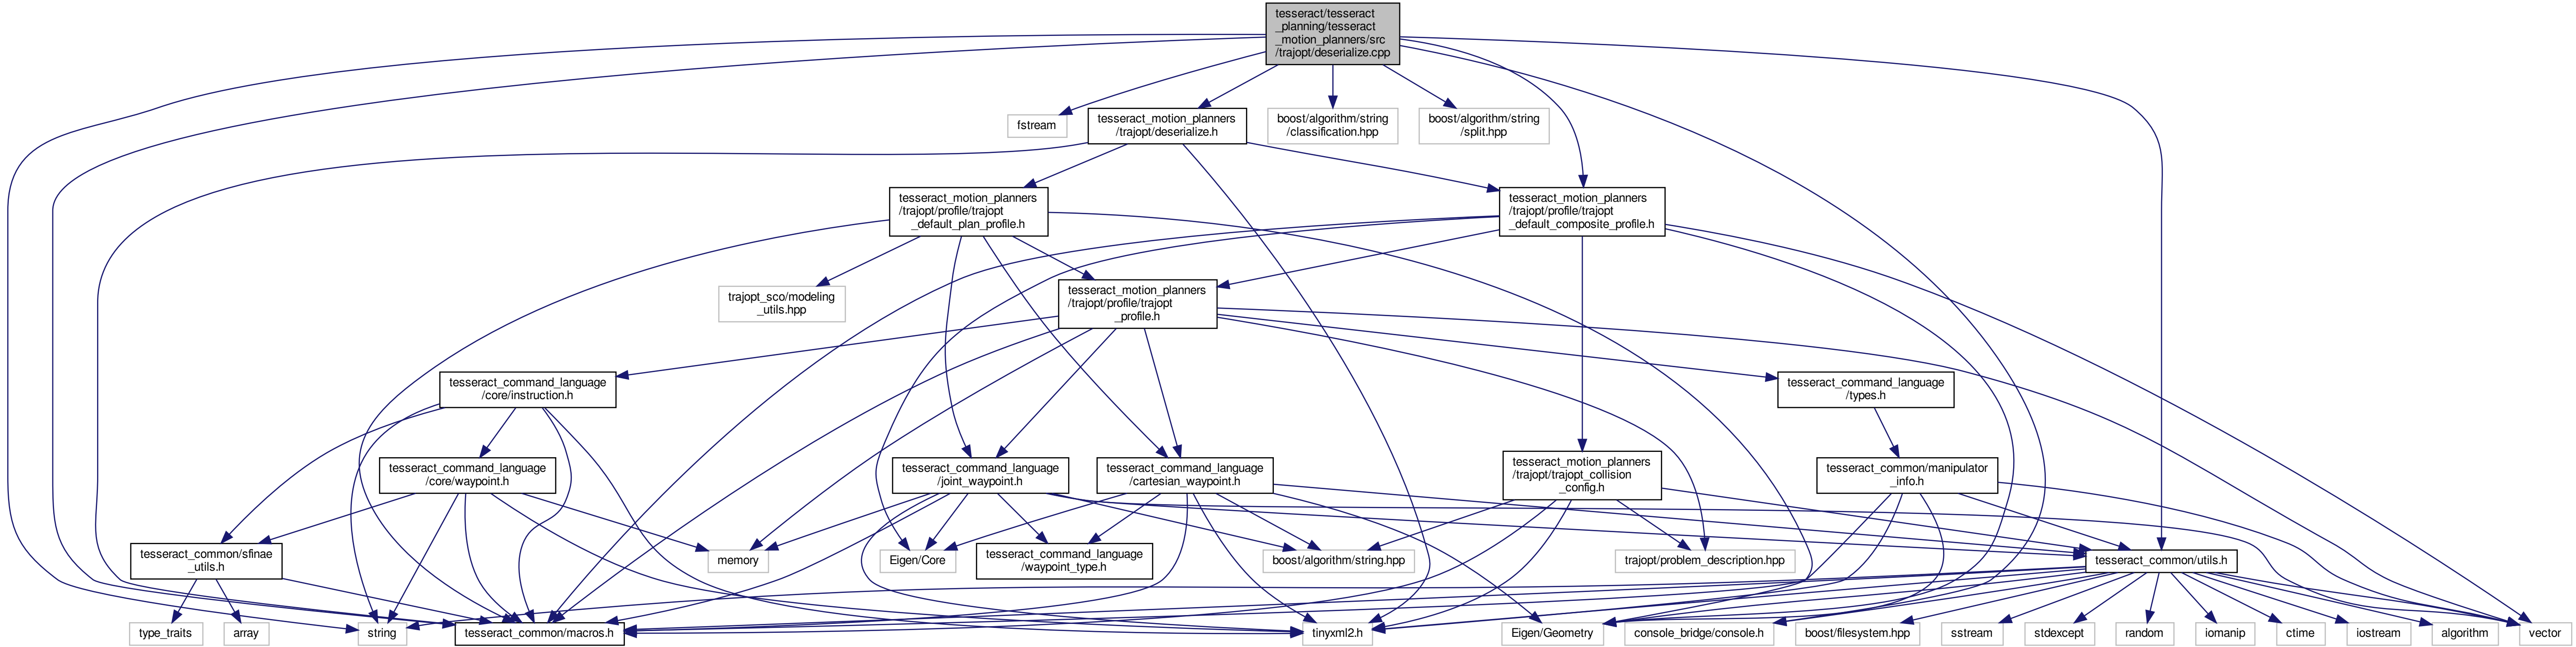 tesseract/tesseract
_planning/tesseract
_motion_planners/src
/trajopt/deserialize.cpp
fstream
tesseract_motion_planners
/trajopt/deserialize.h
boost/algorithm/string
/classification.hpp
boost/algorithm/string
/split.hpp
tesseract_motion_planners
/trajopt/profile/trajopt
_default_plan_profile.h
tesseract_motion_planners
/trajopt/profile/trajopt
_default_composite_profile.h
trajopt_sco/modeling
_utils.hpp
tesseract_motion_planners
/trajopt/profile/trajopt
_profile.h
tesseract_command_language
/core/instruction.h
tesseract_command_language
/types.h
tesseract_command_language
/core/waypoint.h
tesseract_command_language
/joint_waypoint.h
tesseract_command_language
/cartesian_waypoint.h
tesseract_motion_planners
/trajopt/trajopt_collision
_config.h
tesseract_common/manipulator
_info.h
tesseract_common/sfinae
_utils.h
memory
Eigen/Core
tesseract_command_language
/waypoint_type.h
boost/algorithm/string.hpp
trajopt/problem_description.hpp
tesseract_common/utils.h
type_traits
array
string
tesseract_common/macros.h
tinyxml2.h
Eigen/Geometry
console_bridge/console.h
boost/filesystem.hpp
sstream
stdexcept
random
iomanip
ctime
iostream
algorithm
vector